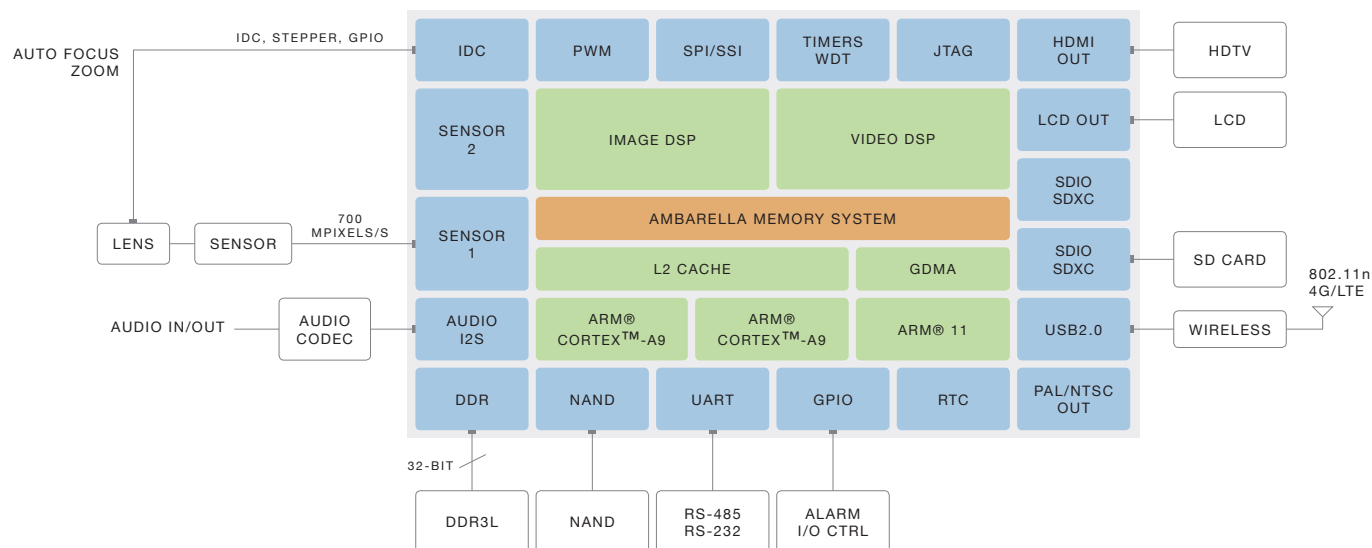 IDC, STEPPER, GPIO
AUTO FOCUS
ZOOM
IDC
PWM
SPI/SSI
TIMERS
WDT
JTAG
HDMI
OUT
HDTV
SENSOR
2
IMAGE DSP
VIDEO DSP
LCD OUT
LCD
SDIO
SDXC
AMBARELLA MEMORY SYSTEM
700
MPIXELS/S
LENS
SENSOR
SENSOR
1
L2 CACHE
GDMA
SDIO
SDXC
SD CARD
802.11n
4G/LTE
AUDIO IN/OUT
AUDIO
CODEC
AUDIO
I2S
ARM®
CORTEX™-A9
ARM®
CORTEX™-A9
ARM® 11
USB2.0
WIRELESS
DDR
NAND
UART
GPIO
RTC
PAL/NTSC
OUT
32-BIT
DDR3L
NAND
RS-485
RS-232
ALARM
I/O CTRL